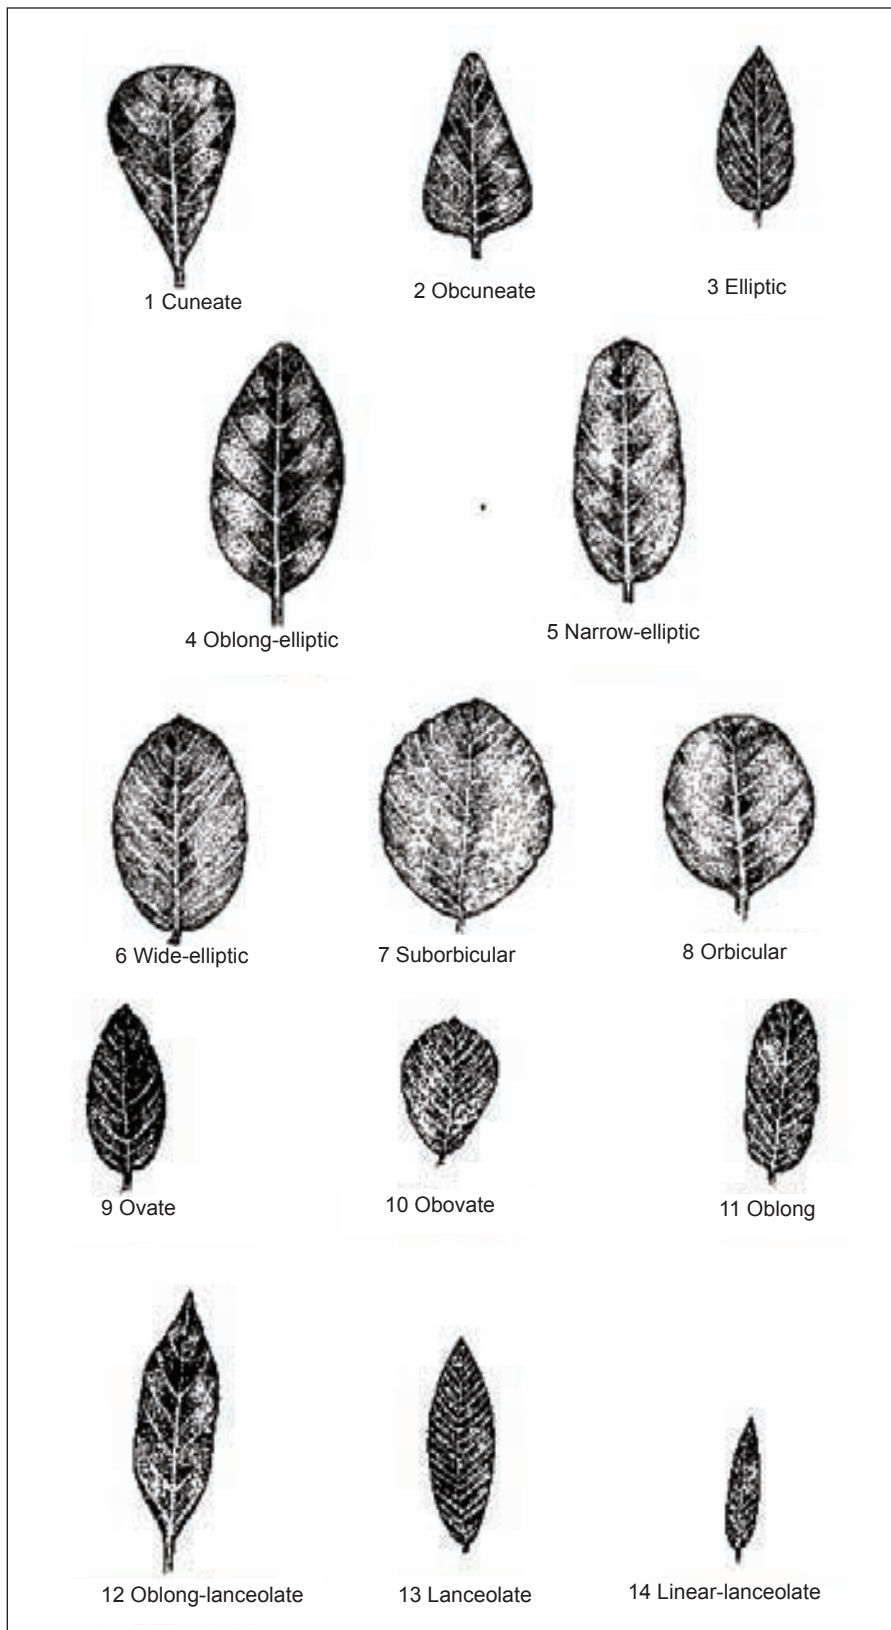 1 Cuneate
2 Obcuneate
3 Elliptic
4 Oblong-elliptic
5 Narrow-elliptic
6 Wide-elliptic
7 Suborbicular
8 Orbicular
9 Ovate
10 Obovate
11 Oblong
12 Oblong-lanceolate
13 Lanceolate
14 Linear-lanceolate